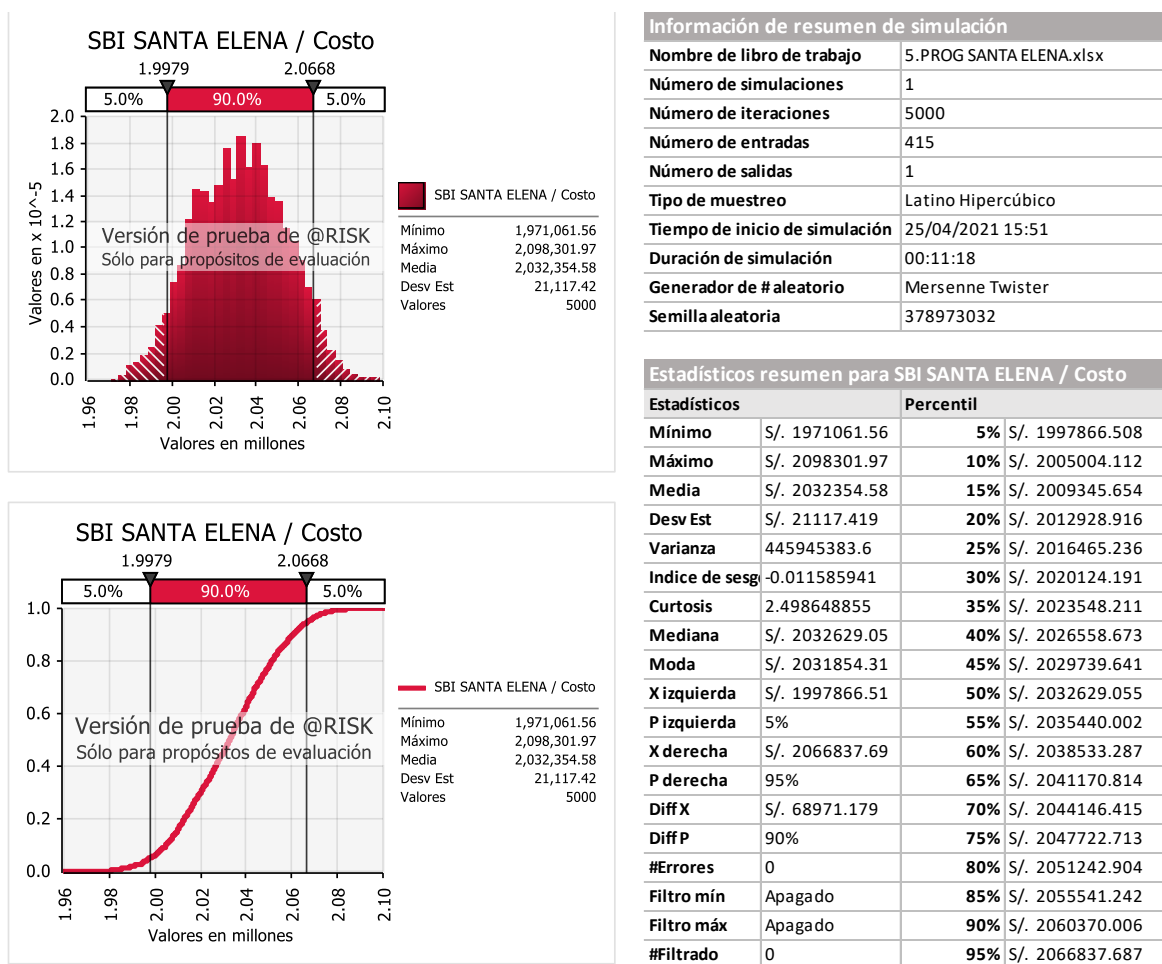 SBI SANTA ELENA / Costo
1.9979 2.0668
5.0% 90.0% 5.0%
2.0
1.8
1.6
1.4
1.2
1.0
0.8
0.6
0.4
0.2
0.0
Valores en x 10^-5
Versión de prueba de @RISK
Sólo para propósitos de evaluación
1.96 1.98 2.00 2.02 2.04 2.06 2.08 2.10
Valores en millones
SBI SANTA ELENA / Costo
Mínimo 1,971,061.56
Máximo 2,098,301.97
Media 2,032,354.58
Desv Est 21,117.42
Valores 5000
SBI SANTA ELENA / Costo
1.9979 2.0668
5.0% 90.0% 5.0%
1.0
0.8
0.6
0.4
0.2
0.0
Versión de prueba de @RISK
Sólo para propósitos de evaluación
1.96 1.98 2.00 2.02 2.04 2.06 2.08 2.10
Valores en millones
SBI SANTA ELENA / Costo
Mínimo 1,971,061.56
Máximo 2,098,301.97
Media 2,032,354.58
Desv Est 21,117.42
Valores 5000
Información de resumen de simulación
Nombre de libro de trabajo 5.PROG SANTA ELENA.xlsx
Número de simulaciones 1
Número de iteraciones 5000
Número de entradas 415
Número de salidas 1
Tipo de muestreo Latino Hipercúbico
Tiempo de inicio de simulación 25/04/2021 15:51
Duración de simulación 00:11:18
Generador de # aleatorio Mersenne Twister
Semilla aleatoria 378973032
Estadísticos resumen para SBI SANTA ELENA / Costo
Estadísticos Percentil
Mínimo S/. 1971061.56 5% S/. 1997866.508
Máximo S/. 2098301.97 10% S/. 2005004.112
Media S/. 2032354.58 15% S/. 2009345.654
Desv Est S/. 21117.419 20% S/. 2012928.916
Varianza 445945383.6 25% S/. 2016465.236
Indice de sesg -0.011585941 30% S/. 2020124.191
Curtosis 2.498648855 35% S/. 2023548.211
Mediana S/. 2032629.05 40% S/. 2026558.673
Moda S/. 2031854.31 45% S/. 2029739.641
X izquierda S/. 1997866.51 50% S/. 2032629.055
P izquierda 5% 55% S/. 2035440.002
X derecha S/. 2066837.69 60% S/. 2038533.287
P derecha 95% 65% S/. 2041170.814
Diff X S/. 68971.179 70% S/. 2044146.415
Diff P 90% 75% S/. 2047722.713
#Errores 0 80% S/. 2051242.904
Filtro mín Apagado 85% S/. 2055541.242
Filtro máx Apagado 90% S/. 2060370.006
#Filtrado 0 95% S/. 2066837.687